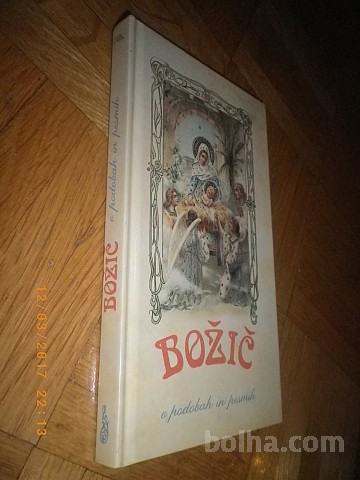 BOŽIČ
v podobah in pesmih
BOŽIČ
v podobah in pesmih
12/03/2017 22:13
bolha.com